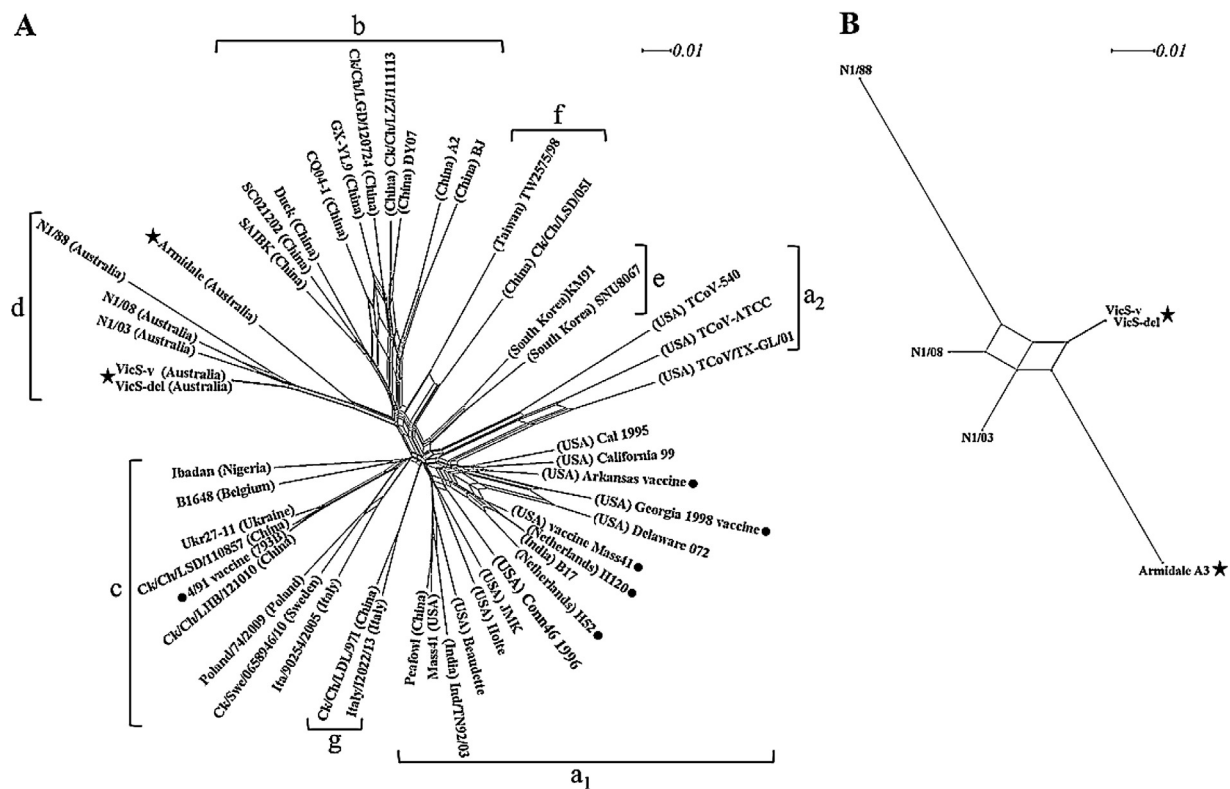 A
b
0.01
B
0.01
Ck/Ch/LGD/120724 (China)
(China) Ck/Ch/LZJ/111113
GX-YL9 (China)
(China) DY07
CQ04-1 (China)
(China) A2
(China) BJ
f
(Taiwan) TW2575/98
(China) Ck/Ch/LSD/05I
Duck (China)
SC021202 (China)
SAIBK (China)
d
N1/88 (Australia)
★Armidale (Australia)
N1/08 (Australia)
N1/03 (Australia)
★VicS-v (Australia)
VicS-del (Australia)
(South Korea)KM91
(South Korea) SNU8067
e
(USA) TCoV-540
(USA) TCoV-ATCC
(USA) TCoV/TX-GL/01
a2
(USA) Cal 1995
(USA) California 99
(USA) Arkansas vaccine●
(USA) Georgia 1998 vaccine●
(USA) Delaware 072
(USA) vaccine Mass41●
(Netherlands) H120●
(India) B17
(Netherlands) H52●
(USA) Conn46 1996
(USA) JMK
(USA) Holte
(USA) Beaudette
(India) Ind/TN92/03
Mass41 (USA)
Peafowl (China)
a1
c
Ibadan (Nigeria)
B1648 (Belgium)
Ukr27-11 (Ukraine)
Ck/Ch/LSD/110857 (China)
●4/91 vaccine (793B)
Ck/Ch/LHB/121010 (China)
Poland/74/2009 (Poland)
Ck/Swe/0658946/10 (Sweden)
Ita/90254/2005 (Italy)
Ck/Ch/LDL/97I (China)
Italy/I2022/13 (Italy)
g
N1/88
VicS-v
VicS-del★
N1/08
N1/03
Armidale A3★